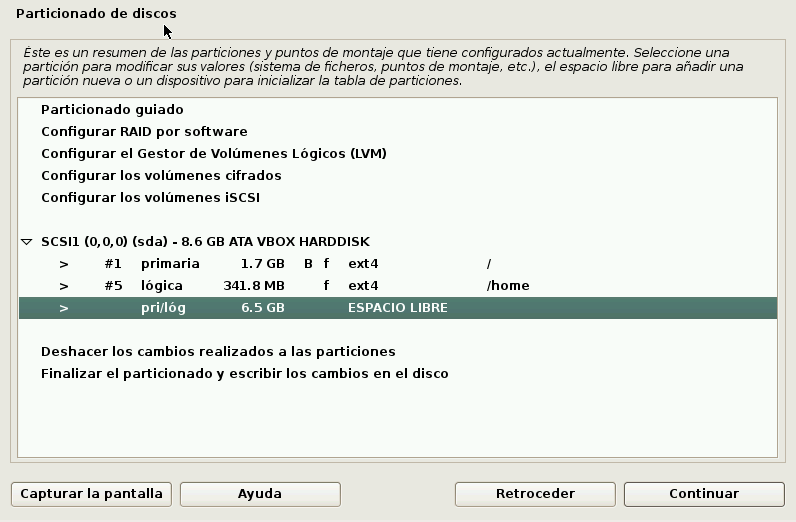 Particionado de discos
Éste es un resumen de las particiones y puntos de montaje que tiene configurados actualmente. Seleccione una
partición para modificar sus valores (sistema de ficheros, puntos de montaje, etc.), el espacio libre para añadir una
partición nueva o un dispositivo para inicializar la tabla de particiones.
Particionado guiado
Configurar RAID por software
Configurar el Gestor de Volúmenes Lógicos (LVM)
Configurar los volúmenes cifrados
Configurar los volúmenes iSCSI
SCSI1 (0,0,0) (sda) - 8.6 GB ATA VBOX HARDDISK
> #1 primaria 1.7 GB B f ext4 /
> #5 lógica 341.8 MB f ext4 /home
> pri/lóg 6.5 GB ESPACIO LIBRE
Deshacer los cambios realizados a las particiones
Finalizar el particionado y escribir los cambios en el disco
Capturar la pantalla Ayuda Retroceder Continuar